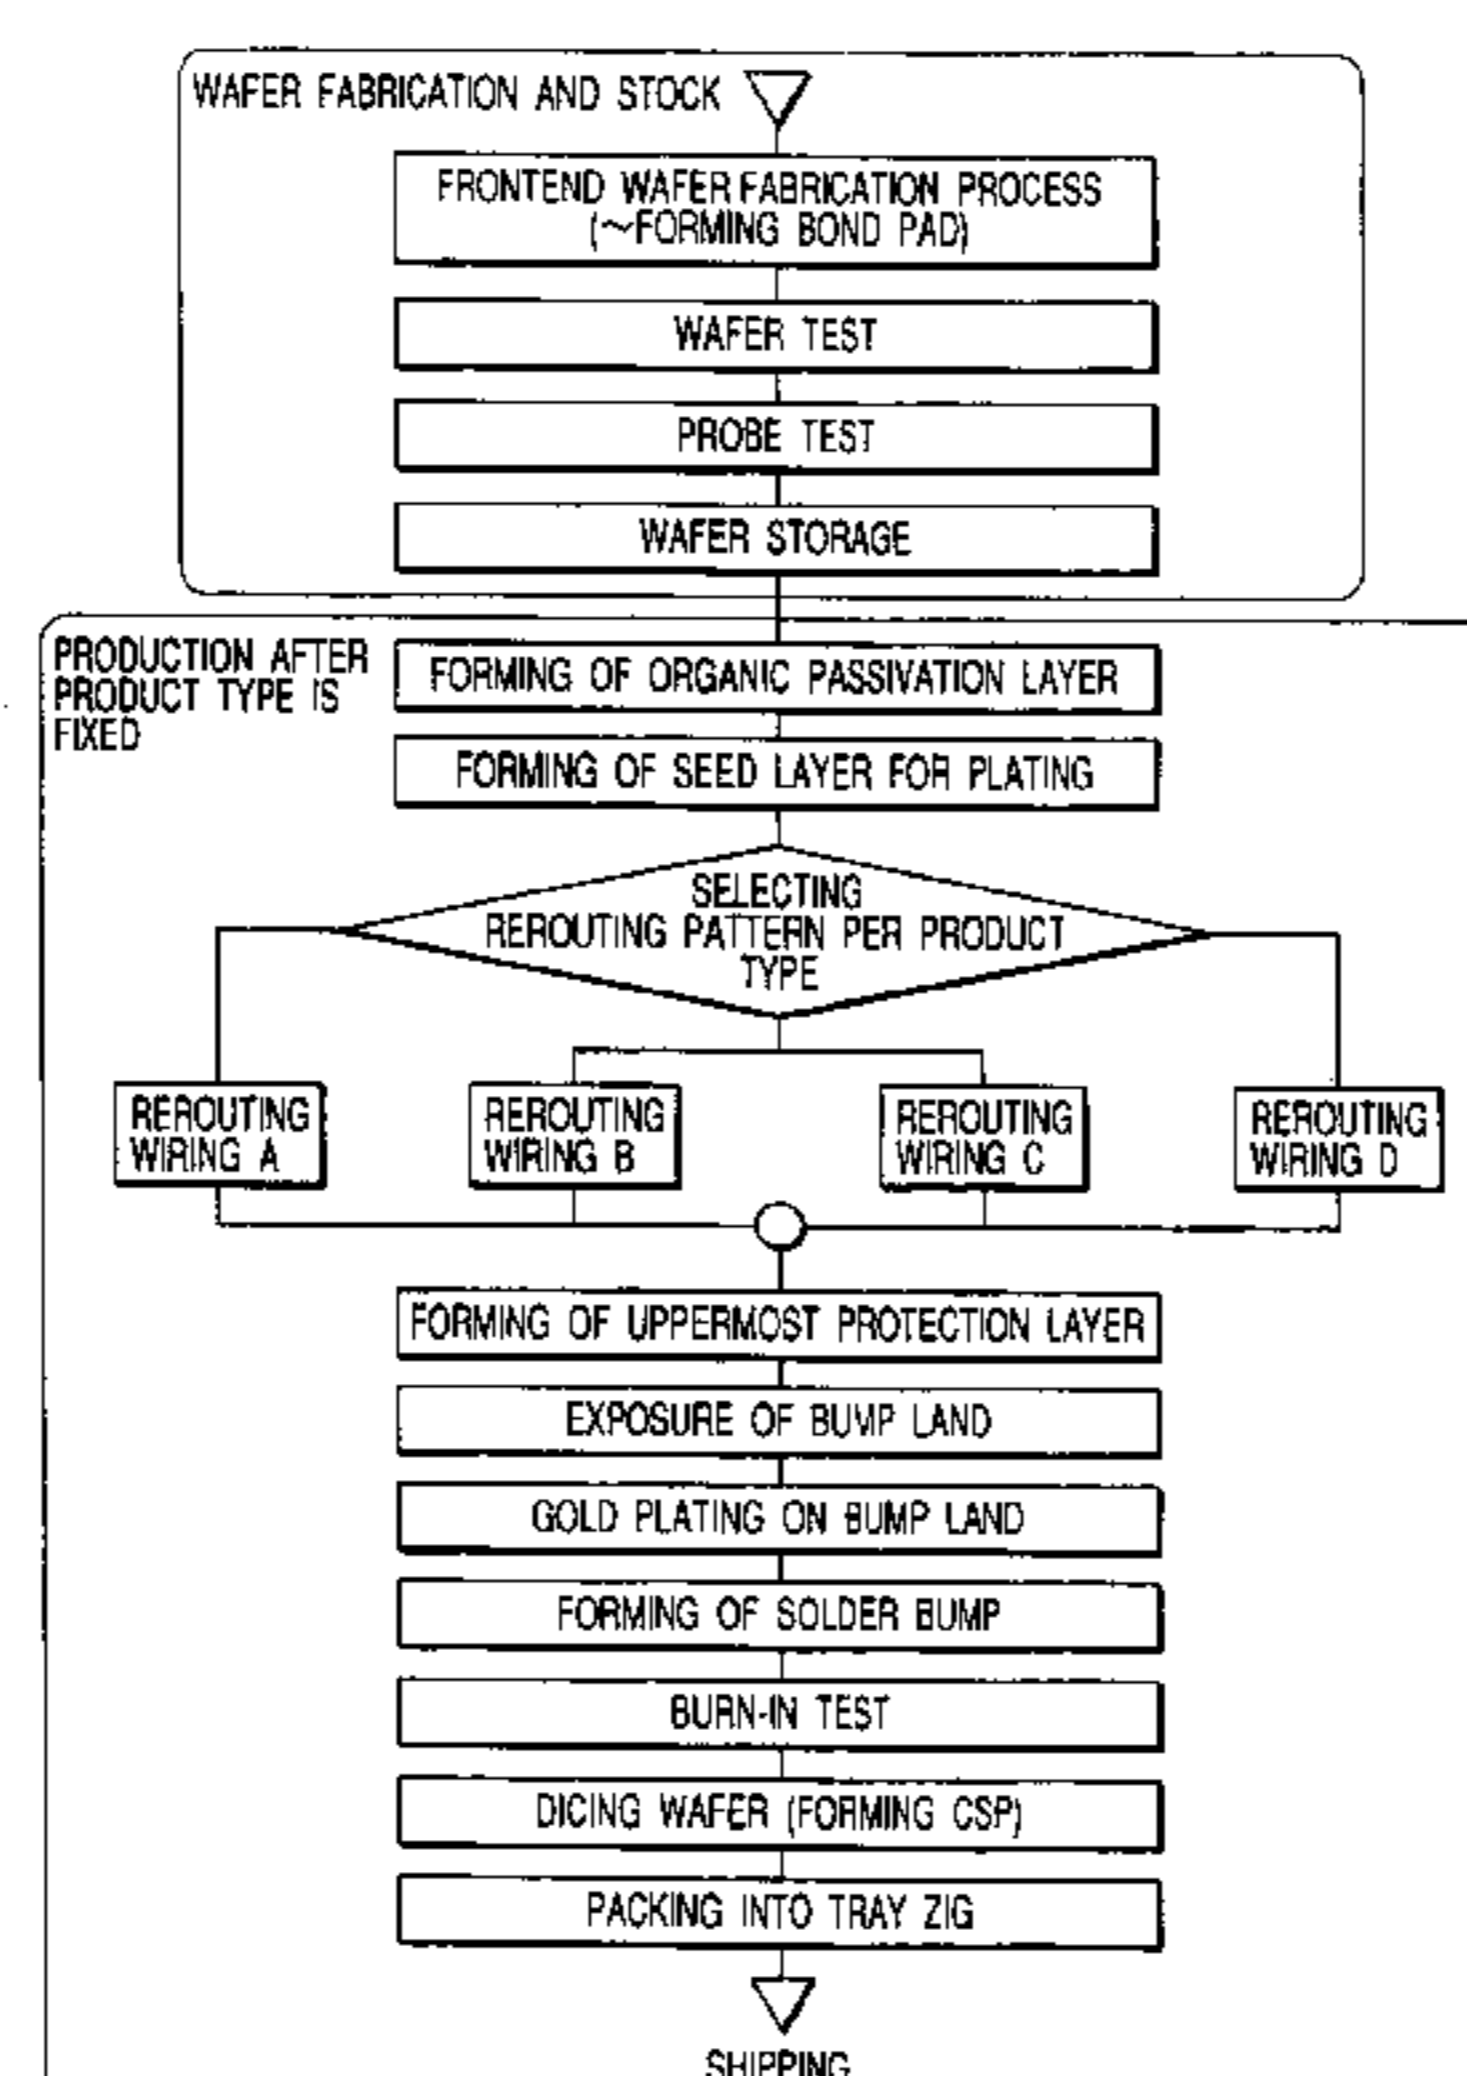 WAFER FABRICATION AND STOCK
FRONTEND WAFER FABRICATION PROCESS
(~FORMING BOND PAD)
WAFER TEST
PROBE TEST
WAFER STORAGE
PRODUCTION AFTER
PRODUCT TYPE IS
FIXED
FORMING OF ORGANIC PASSIVATION LAYER
FORMING OF SEED LAYER FOR PLATING
SELECTING
REROUTING PATTERN PER PRODUCT
TYPE
REROUTING
WIRING A
REROUTING
WIRING B
REROUTING
WIRING C
REROUTING
WIRING D
FORMING OF UPPERMOST PROTECTION LAYER
EXPOSURE OF BUMP LAND
GOLD PLATING ON BUMP LAND
FORMING OF SOLDER BUMP
BURN-IN TEST
DICING WAFER (FORMING CSP)
PACKING INTO TRAY ZIG
SHIPPING